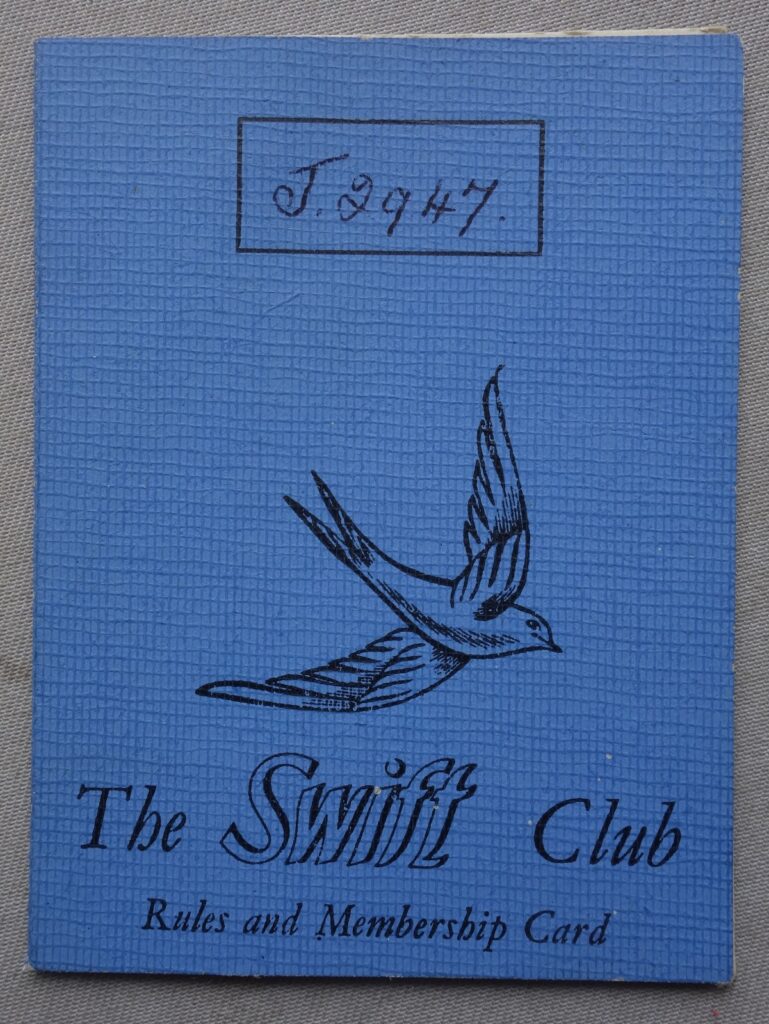 J.2947.
The Swift Club
Rules and Membership Card